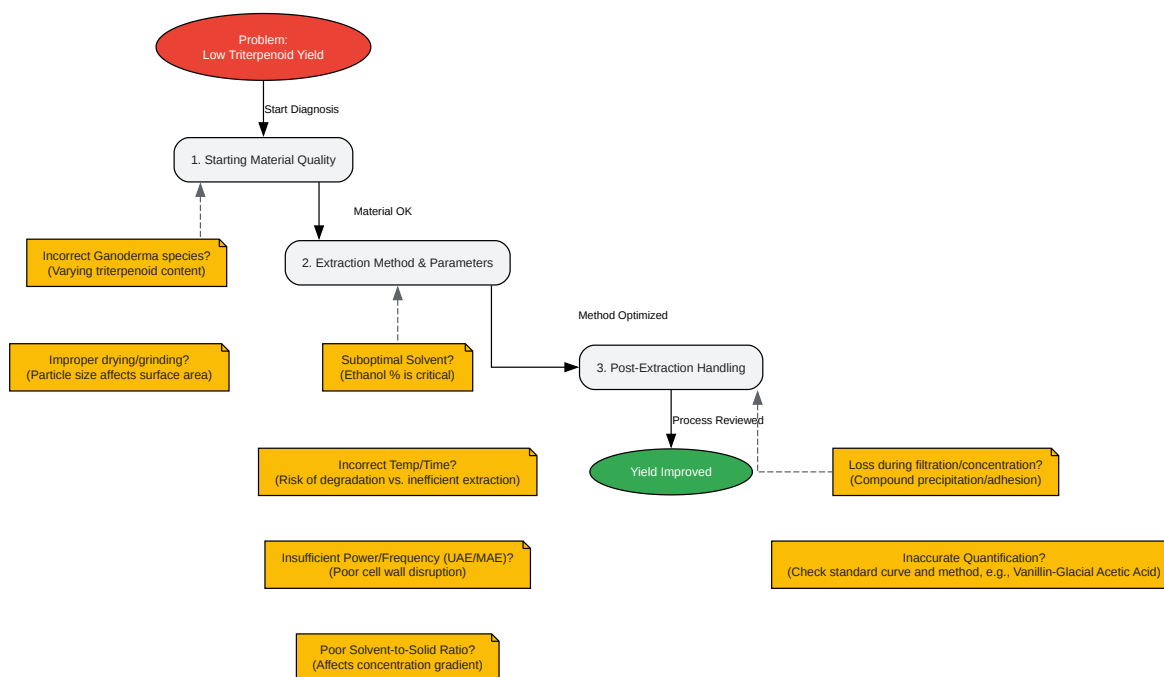 Problem:
Low Triterpenoid Yield
Start Diagnosis
1. Starting Material Quality
Material OK
Incorrect Ganoderma species?
(Varying triterpenoid content)
2. Extraction Method & Parameters
Method Optimized
Improper drying/grinding?
(Particle size affects surface area)
Suboptimal Solvent?
(Ethanol % is critical)
3. Post-Extraction Handling
Process Reviewed
Incorrect Temp/Time?
(Risk of degradation vs. inefficient extraction)
Yield Improved
Loss during filtration/concentration?
(Compound precipitation/adhesion)
Insufficient Power/Frequency (UAE/MAE)?
(Poor cell wall disruption)
Inaccurate Quantification?
(Check standard curve and method, e.g., Vanillin-Glacial Acetic Acid)
Poor Solvent-to-Solid Ratio?
(Affects concentration gradient)